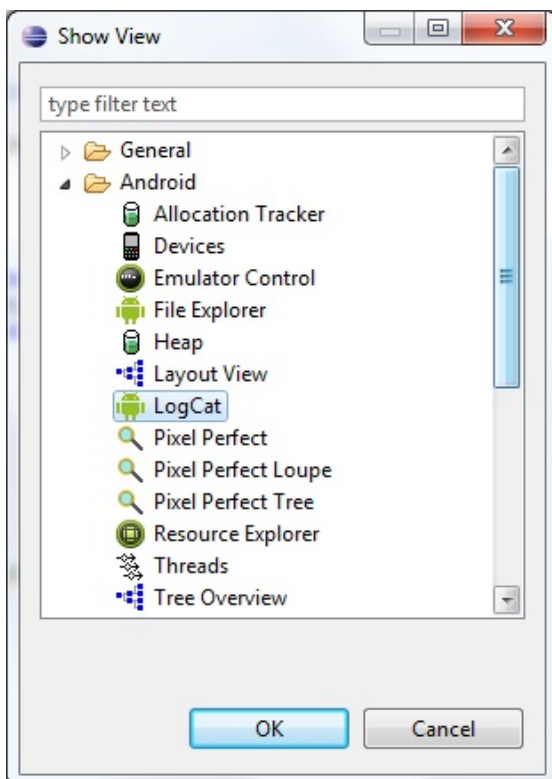 Show View
type filter text
General
Android
Allocation Tracker
Devices
Emulator Control
File Explorer
Heap
Layout View
LogCat
Pixel Perfect
Pixel Perfect Loupe
Pixel Perfect Tree
Resource Explorer
Threads
Tree Overview
OK
Cancel